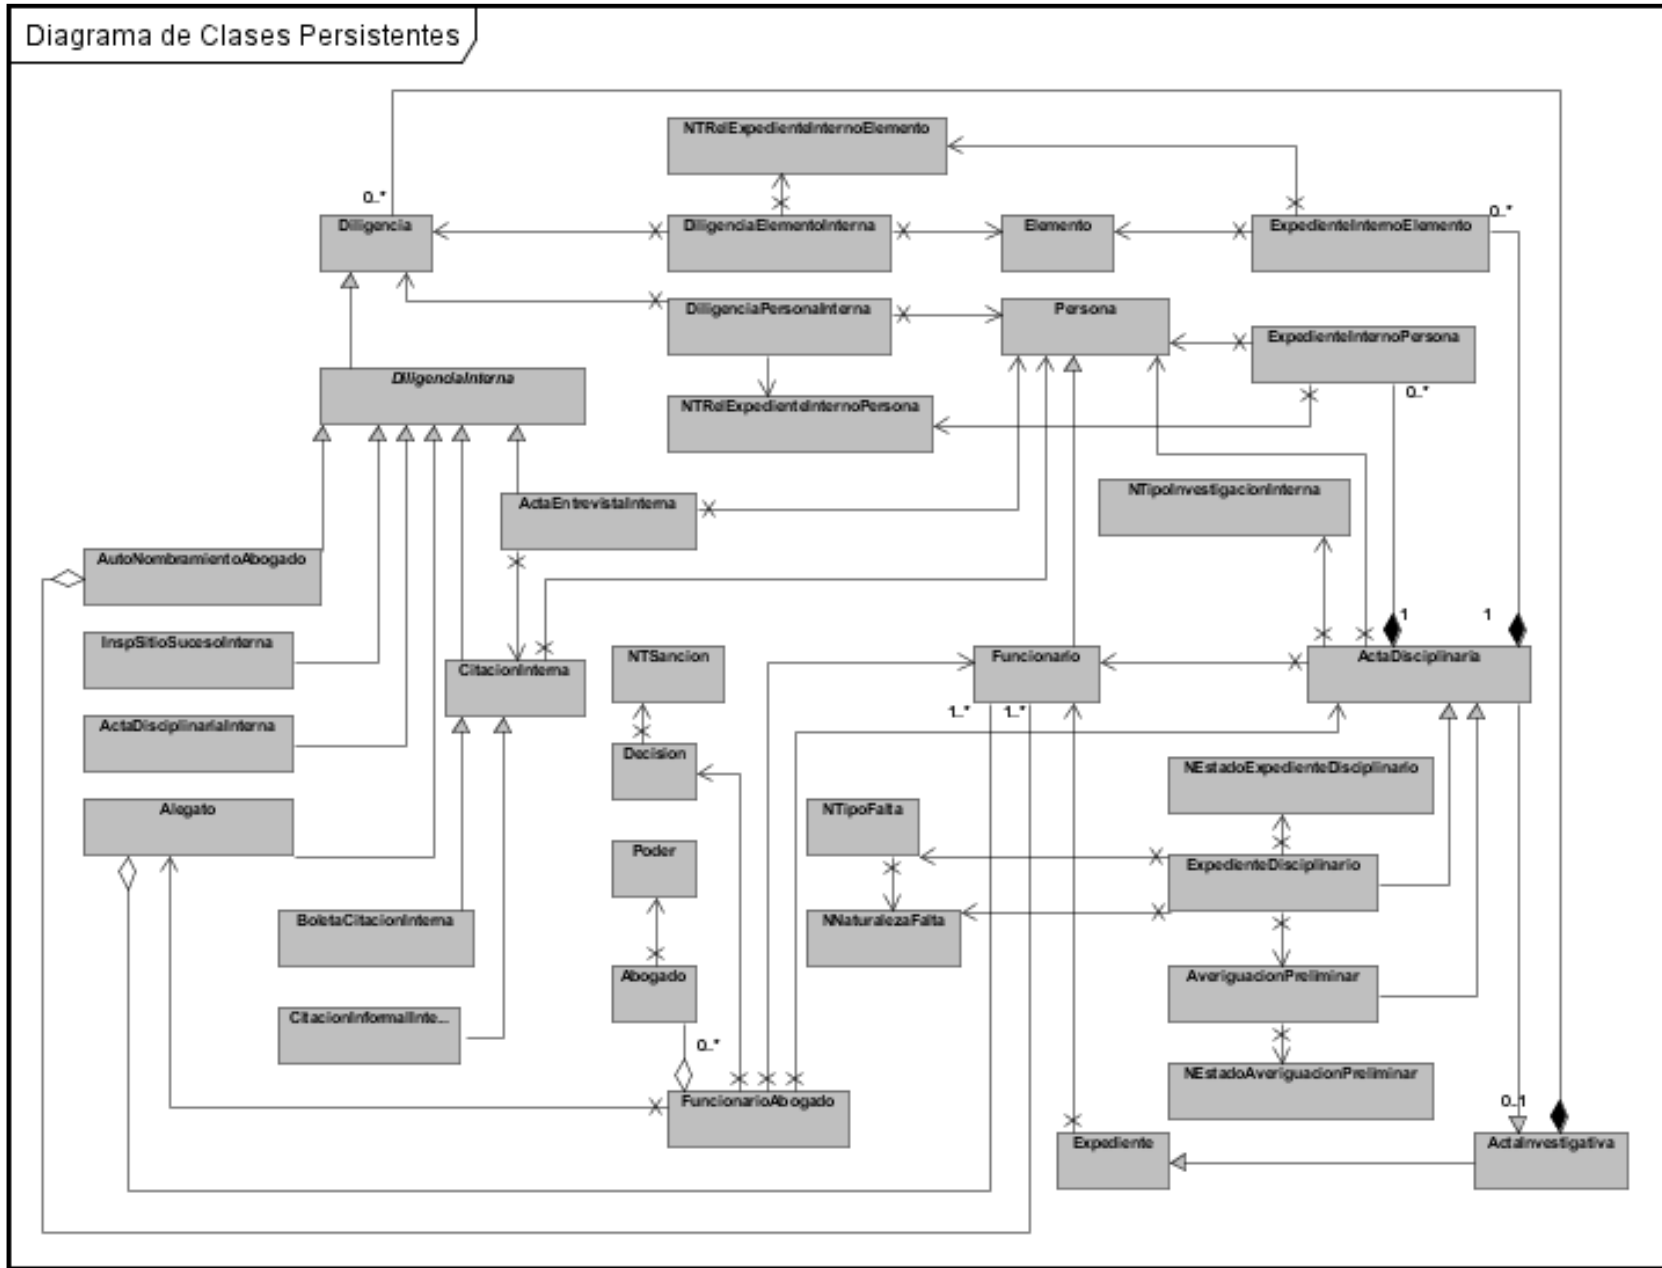 Diagrama de Clases Persistentes
NTRelExpedienteInternoElemento
0..*
Diligencia
DiligenciaElementoInterna
Elemento
ExpedienteInternoElemento
0..*
DiligenciaPersonaInterna
Persona
ExpedienteInternoPersona
0..*
DiligenciaInterna
NTRelExpedienteInternoPersona
NTipoInvestigacionInterna
ActaEntrevistaInterna
AutoNombramientoAbogado
1
1
InspSitioSucesoInterna
CitacionInterna
NTSancion
Funcionario
ActaDisciplinaria
1..*
1..*
ActaDisciplinariaInterna
Decision
NEstadoExpedienteDisciplinario
Alegato
NTipoFalta
Poder
ExpedienteDisciplinario
BoletaCitacionInterna
NNaturalezaFalta
Abogado
AveriguacionPreliminar
CitacionInformalInte...
0..*
NEstadoAveriguacionPreliminar
FuncionarioAbogado
0..1
Expediente
ActaInvestigativa